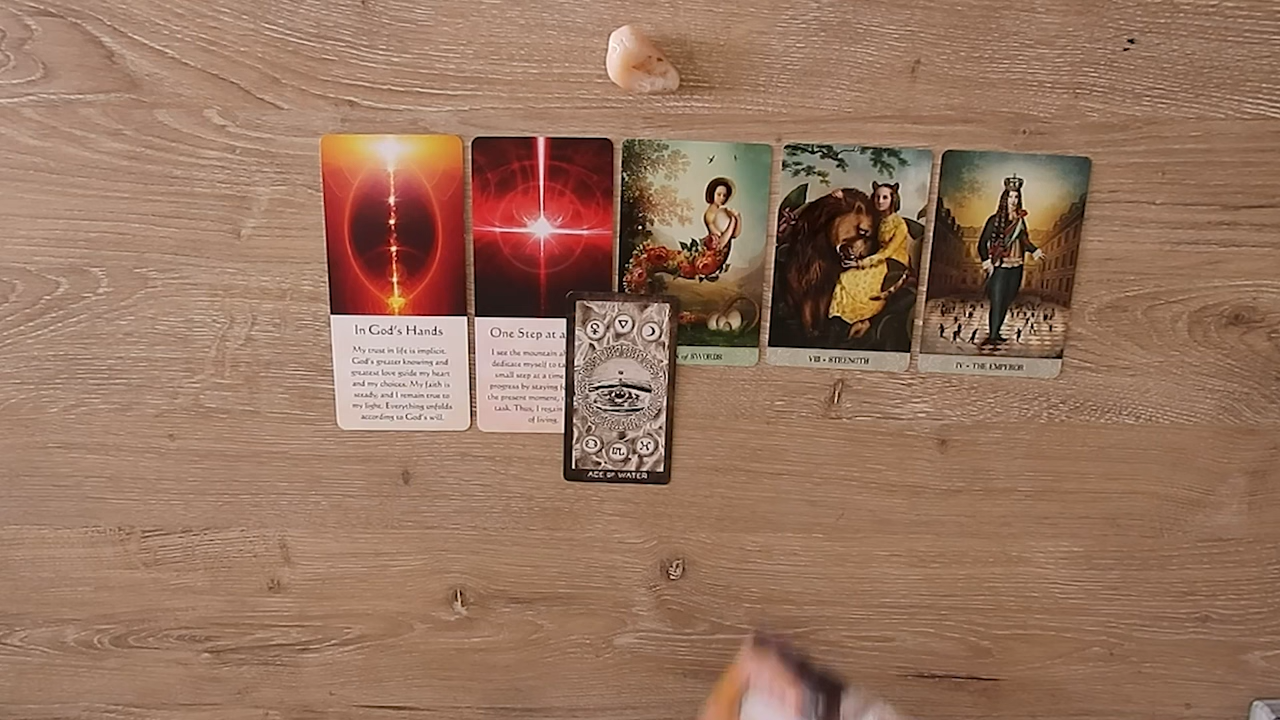 In God's Hands
My trust in life is implicit.
God's greater knowing and
greatest love guide my heart
and my choices. My faith is
steady, and I remain true to
my light. Everything unfolds
according to God's will.
One Step at a
I see the mountain a
dedicate myself to ta
small step at a time
progress by staying f
the present moment,
task. Thus, I regain
of living.
ACE OF WATER
of SWORDS
VIII • STRENGTH
IV • THE EMPEROR